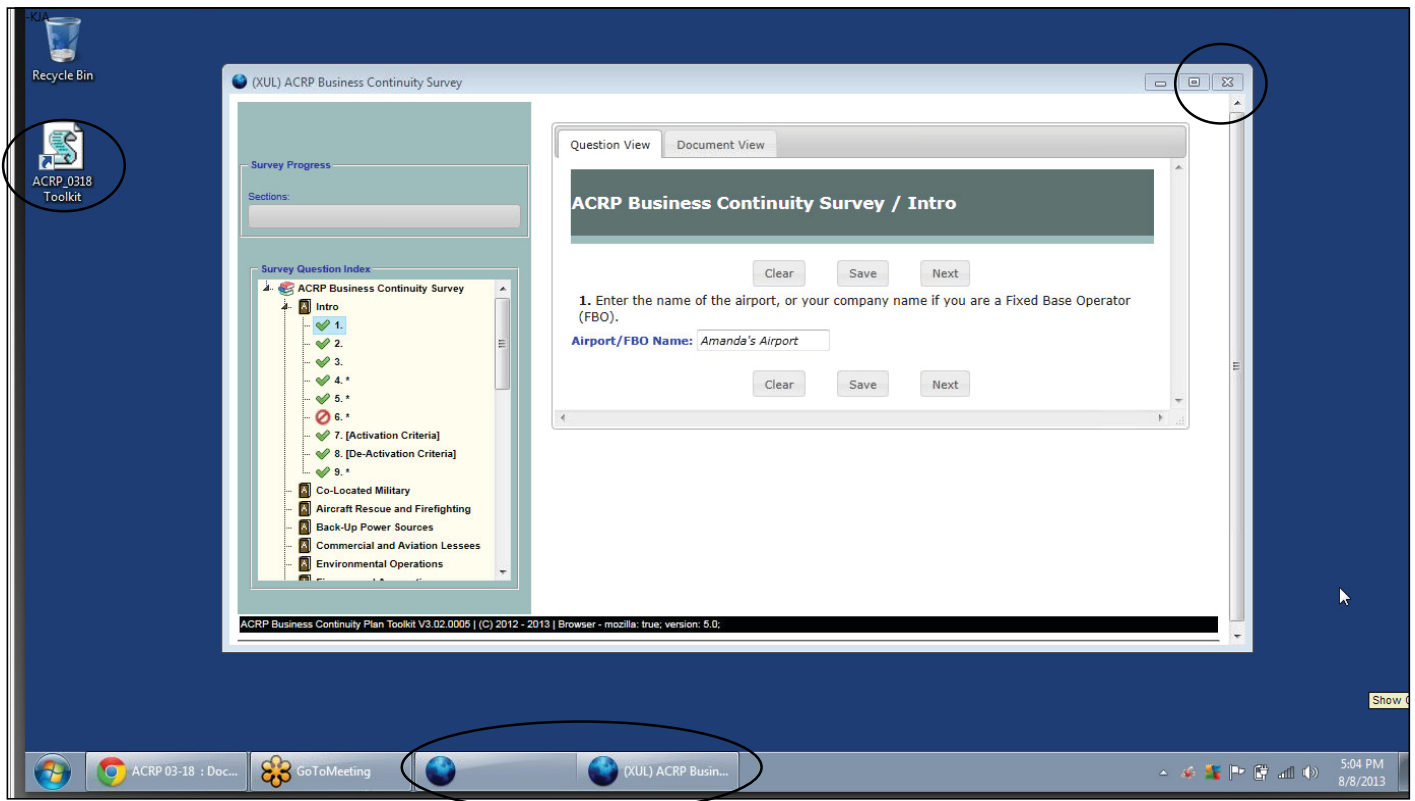 -KJA
Recycle Bin
ACRP_0318
Toolkit
(XUL) ACRP Business Continuity Survey
Survey Progress
Sections:
Survey Question Index
ACRP Business Continuity Survey
Intro
1.
2.
3.
4. *
5. *
6. *
7. [Activation Criteria]
8. [De-Activation Criteria]
9. *
Co-Located Military
Aircraft Rescue and Firefighting
Back-Up Power Sources
Commercial and Aviation Lessees
Environmental Operations
Question View Document View
ACRP Business Continuity Survey / Intro
Clear Save Next
1. Enter the name of the airport, or your company name if you are a Fixed Base Operator
(FBO).
Airport/FBO Name: Amanda's Airport
Clear Save Next
ACRP Business Continuity Plan Toolkit V3.02.0005 | (C) 2012 - 2013 | Browser - mozilla: true; version: 5.0;
Show
ACRP 03-18 : Doc... GoToMeeting (XUL) ACRP Busin...
5:04 PM
8/8/2013